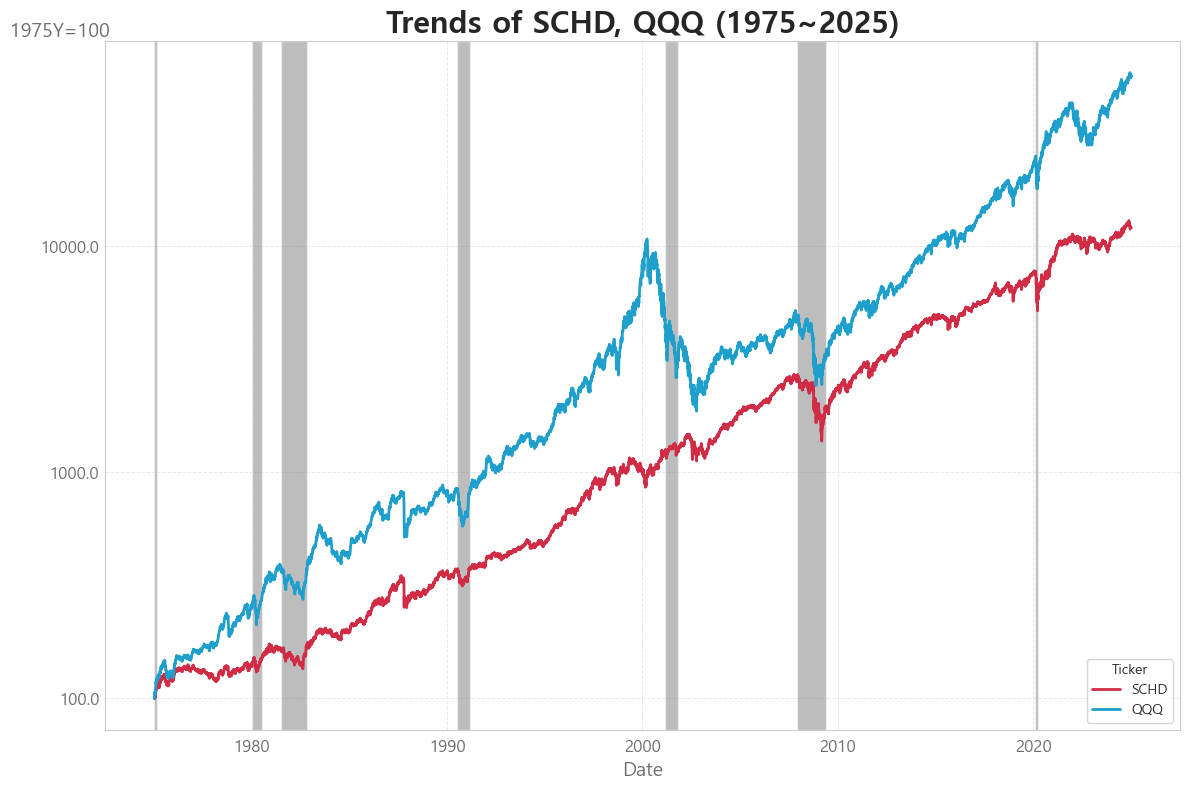 Trends of SCHD, QQQ (1975~2025)
1975Y=100
10000.0
1000.0
100.0
Ticker
SCHD
QQQ
1980 1990 2000 2010 2020
Date